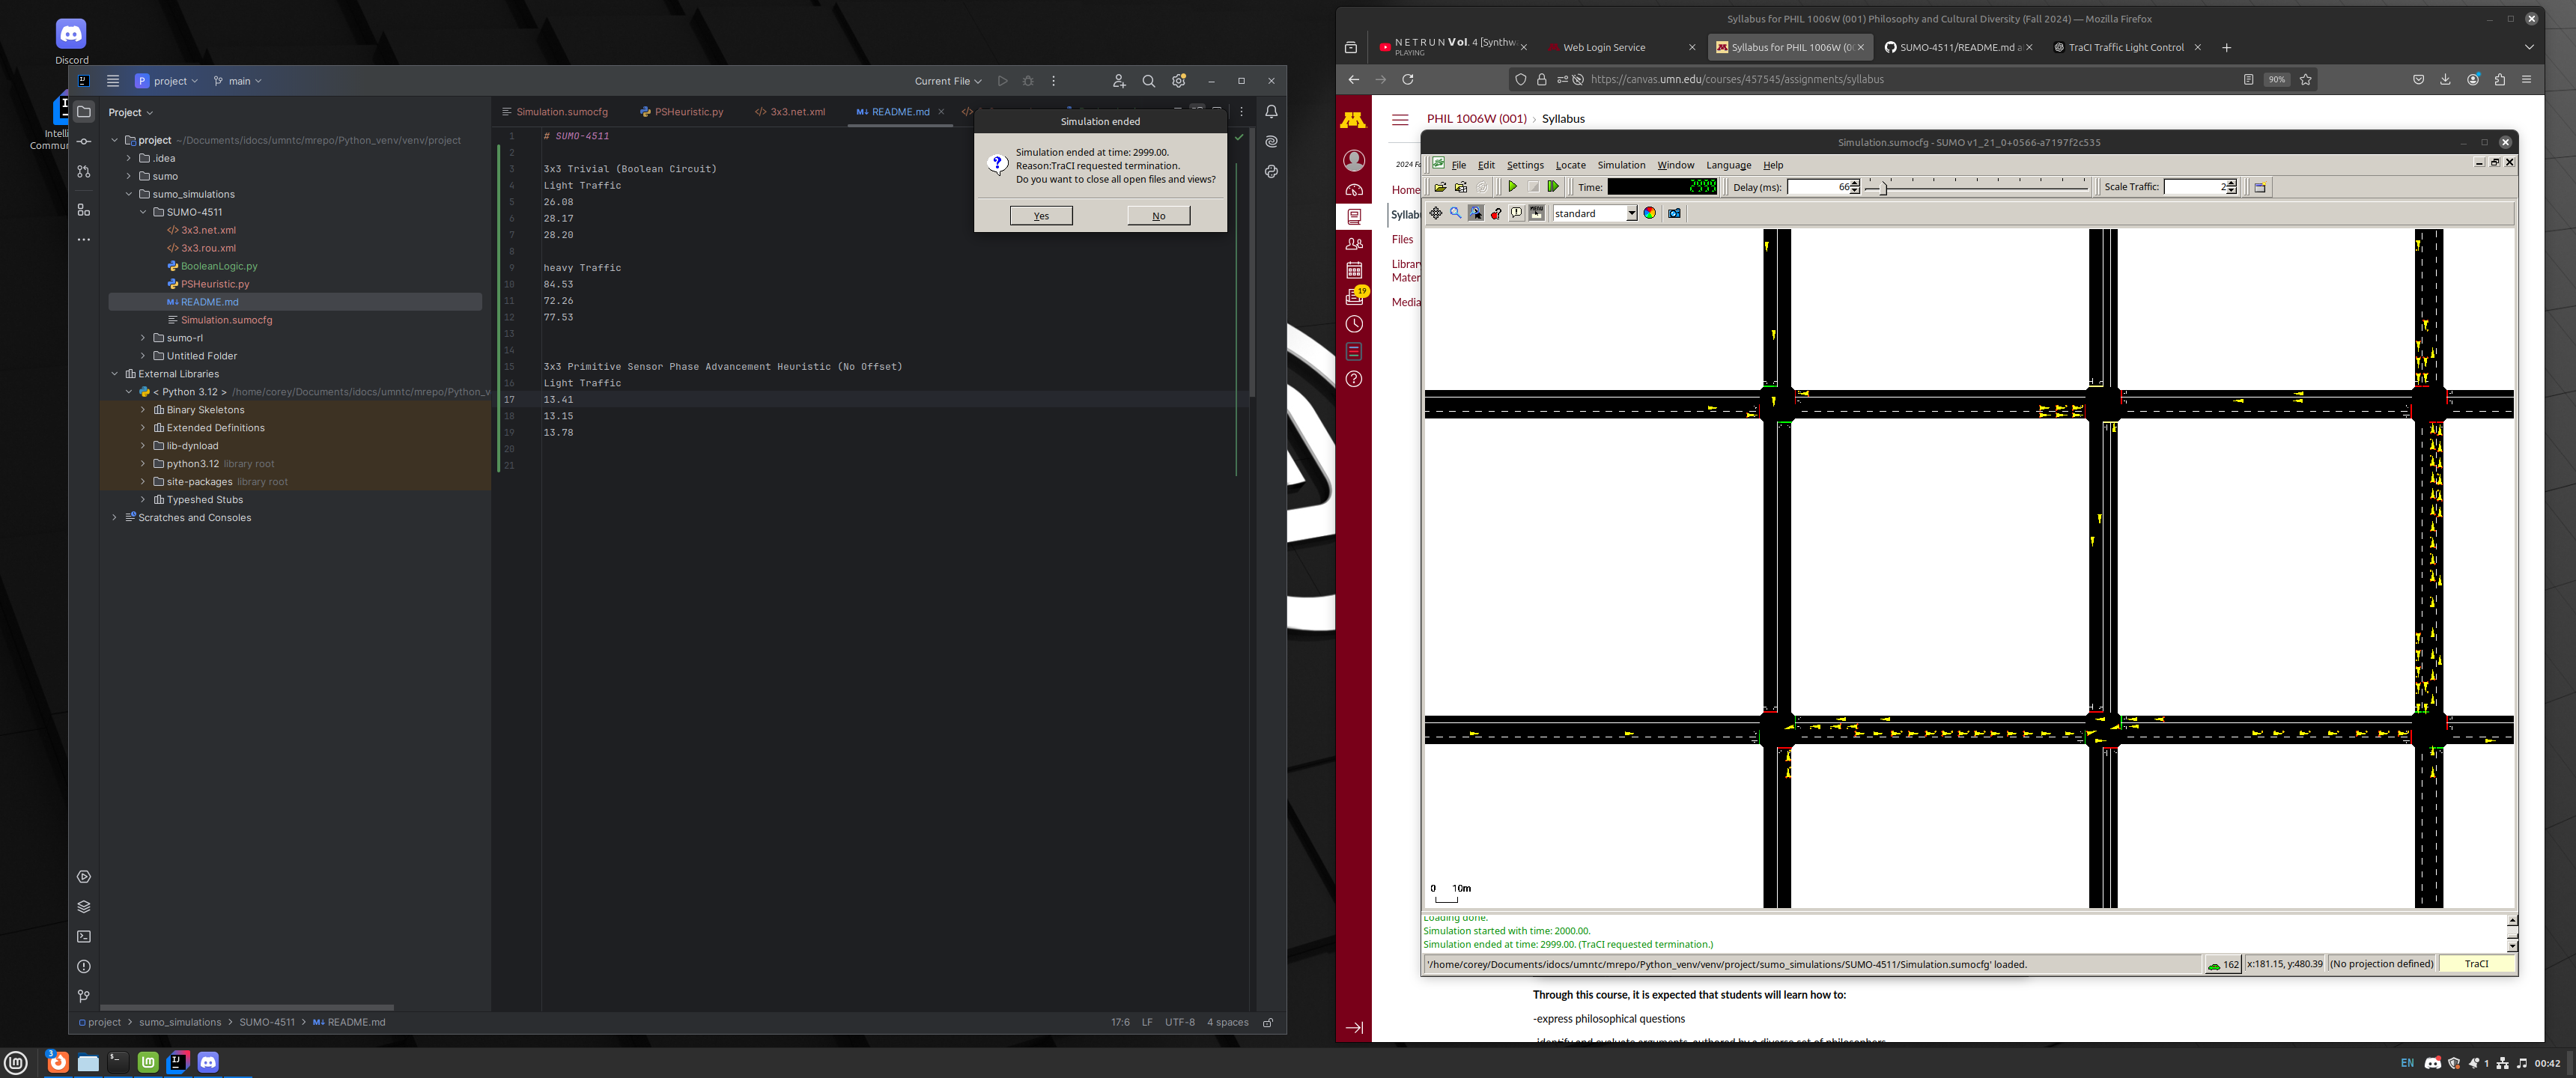 Discord
project
main
Current File
Project
project ~/Documents/idocs/umntc/mrepo/Python_venv/venv/project
.idea
sumo
sumo_simulations
SUMO-4511
3x3.net.xml
3x3.rou.xml
BooleanLogic.py
PSHeuristic.py
README.md
Simulation.sumocfg
sumo-rl
Untitled Folder
External Libraries
< Python 3.12 > /home/corey/Documents/idocs/umntc/mrepo/Python_v
Binary Skeletons
Extended Definitions
lib-dynload
python3.12 library root
site-packages library root
Typeshed Stubs
Scratches and Consoles
Simulation.sumocfg PSHeuristic.py 3x3.net.xml README.md
1 # SUMO-4511
2
3 3x3 Trivial (Boolean Circuit)
4 Light Traffic
5 26.08
6 28.17
7 28.20
8
9 heavy Traffic
10 84.53
11 72.26
12 77.53
13
14
15 3x3 Primitive Sensor Phase Advancement Heuristic (No Offset)
16 Light Traffic
17 13.41
18 13.15
19 13.78
20
21
Simulation ended
Simulation ended at time: 2999.00.
Reason:TraCI requested termination.
Do you want to close all open files and views?
Yes No
project > sumo_simulations > SUMO-4511 > README.md
17:6 LF UTF-8 4 spaces
Syllabus for PHIL 1006W (001) Philosophy and Cultural Diversity (Fall 2024) — Mozilla Firefox
N E T R U N Vol. 4 [Synthw
PLAYING
Web Login Service
Syllabus for PHIL 1006W (0
SUMO-4511/README.md a
TraCI Traffic Light Control
https://canvas.umn.edu/courses/457545/assignments/syllabus
90%
PHIL 1006W (001) > Syllabus
2024 Fa
Home
Syllab
Files
Library
Mater
Media
19
Simulation.sumocfg - SUMO v1_21_0+0566-a7197f2c535
File Edit Settings Locate Simulation Window Language Help
Time: 2999 Delay (ms): 66 Scale Traffic: 2
standard
0 10m
Loading done.
Simulation started with time: 2000.00.
Simulation ended at time: 2999.00. (TraCI requested termination.)
'/home/corey/Documents/idocs/umntc/mrepo/Python_venv/venv/project/sumo_simulations/SUMO-4511/Simulation.sumocfg' loaded.
162 x:181.15, y:480.39 (No projection defined) TraCI
Through this course, it is expected that students will learn how to:
-express philosophical questions
-identify and evaluate arguments, authored by a diverse set of philosophers
3
EN 1 00:42